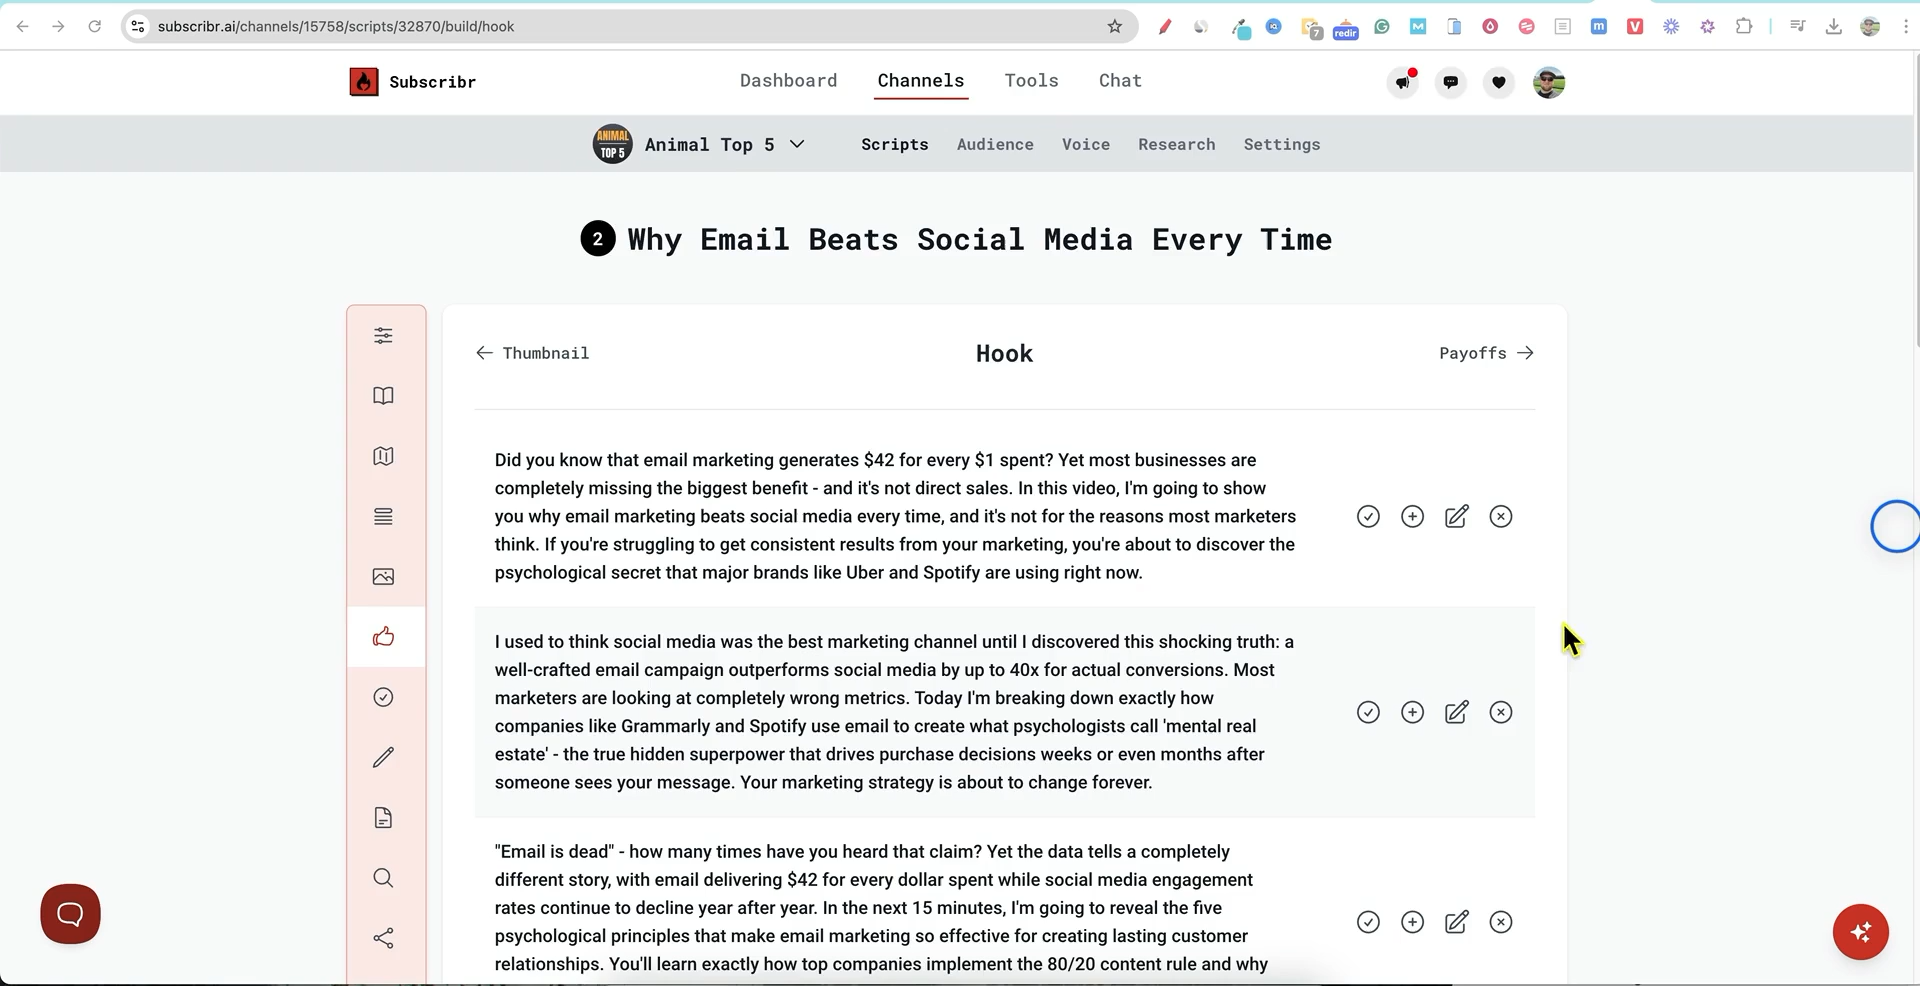 subscribr.ai/channels/15758/scripts/32870/build/hook
7
redir
Subscribr
Dashboard
Channels
Tools
Chat
ANIMAL
TOP 5
Animal Top 5
Scripts
Audience
Voice
Research
Settings
2 Why Email Beats Social Media Every Time
Thumbnail
Hook
Payoffs
Did you know that email marketing generates $42 for every $1 spent? Yet most businesses are
completely missing the biggest benefit - and it's not direct sales. In this video, I'm going to show
you why email marketing beats social media every time, and it's not for the reasons most marketers
think. If you're struggling to get consistent results from your marketing, you're about to discover the
psychological secret that major brands like Uber and Spotify are using right now.
I used to think social media was the best marketing channel until I discovered this shocking truth: a
well-crafted email campaign outperforms social media by up to 40x for actual conversions. Most
marketers are looking at completely wrong metrics. Today I'm breaking down exactly how
companies like Grammarly and Spotify use email to create what psychologists call 'mental real
estate' - the true hidden superpower that drives purchase decisions weeks or even months after
someone sees your message. Your marketing strategy is about to change forever.
"Email is dead" - how many times have you heard that claim? Yet the data tells a completely
different story, with email delivering $42 for every dollar spent while social media engagement
rates continue to decline year after year. In the next 15 minutes, I'm going to reveal the five
psychological principles that make email marketing so effective for creating lasting customer
relationships. You'll learn exactly how top companies implement the 80/20 content rule and why